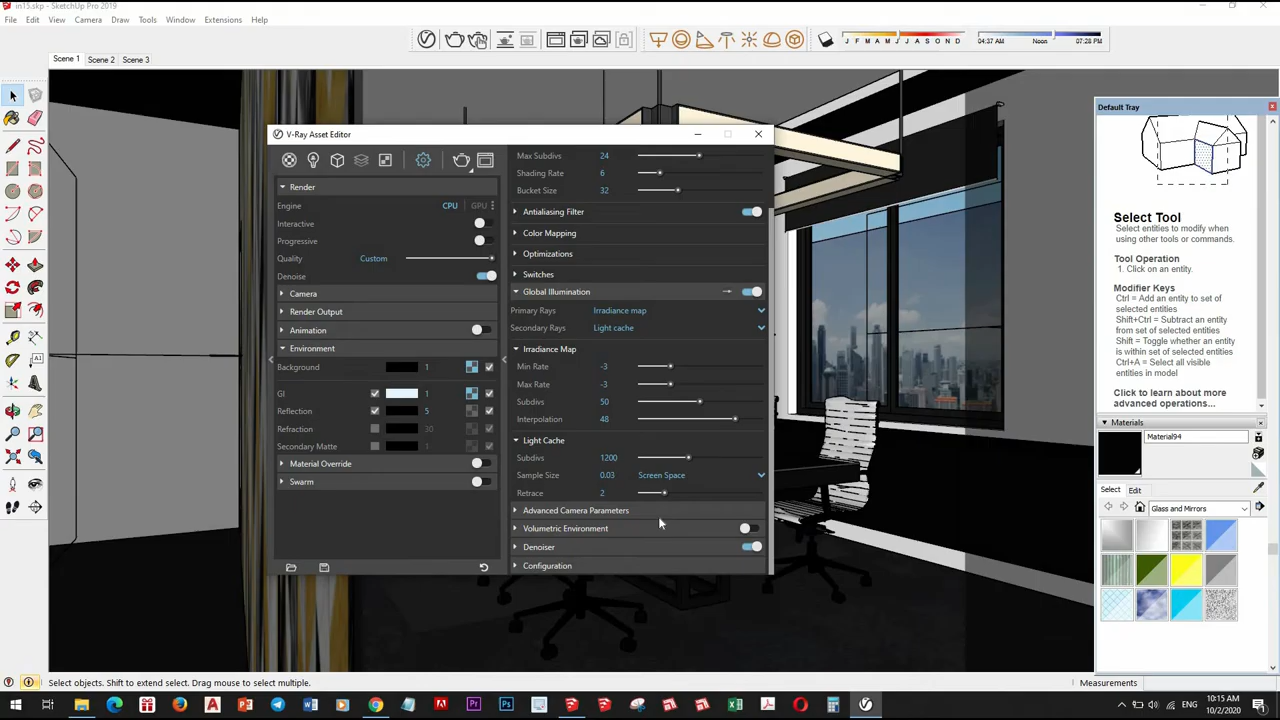 in15.skp - SketchUp Pro 2019
File Edit View Camera Draw Tools Window Extensions Help
J F M A M J J A S O N D
04:37 AM Noon 07:28 PM
Scene 1 Scene 2 Scene 3
Default Tray
Select Tool
Select entities to modify when
using other tools or commands.
Tool Operation
1. Click on an entity.
Modifier Keys
Ctrl = Add an entity to set of
selected entities
Shift+Ctrl = Subtract an entity
from set of selected entities
Shift = Toggle whether an entity
is within set of selected entities
Ctrl+A = Select all visible
entities in model
Click to learn about more
advanced operations...
Materials
Material94
Select Edit
Glass and Mirrors
V-Ray Asset Editor
Render
Engine CPU GPU
Interactive
Progressive
Quality Custom
Denoise
Camera
Render Output
Animation
Environment
Background 1
GI 1
Reflection 5
Refraction 30
Secondary Matte 1
Material Override
Swarm
Max Subdivs 24
Shading Rate 6
Bucket Size 32
Antialiasing Filter
Color Mapping
Optimizations
Switches
Global Illumination
Primary Rays Irradiance map
Secondary Rays Light cache
Irradiance Map
Min Rate -3
Max Rate -3
Subdivs 50
Interpolation 48
Light Cache
Subdivs 1200
Sample Size 0.03 Screen Space
Retrace 2
Advanced Camera Parameters
Volumetric Environment
Denoiser
Configuration
Select objects. Shift to extend select. Drag mouse to select multiple.
Measurements
ENG
10:15 AM
10/2/2020